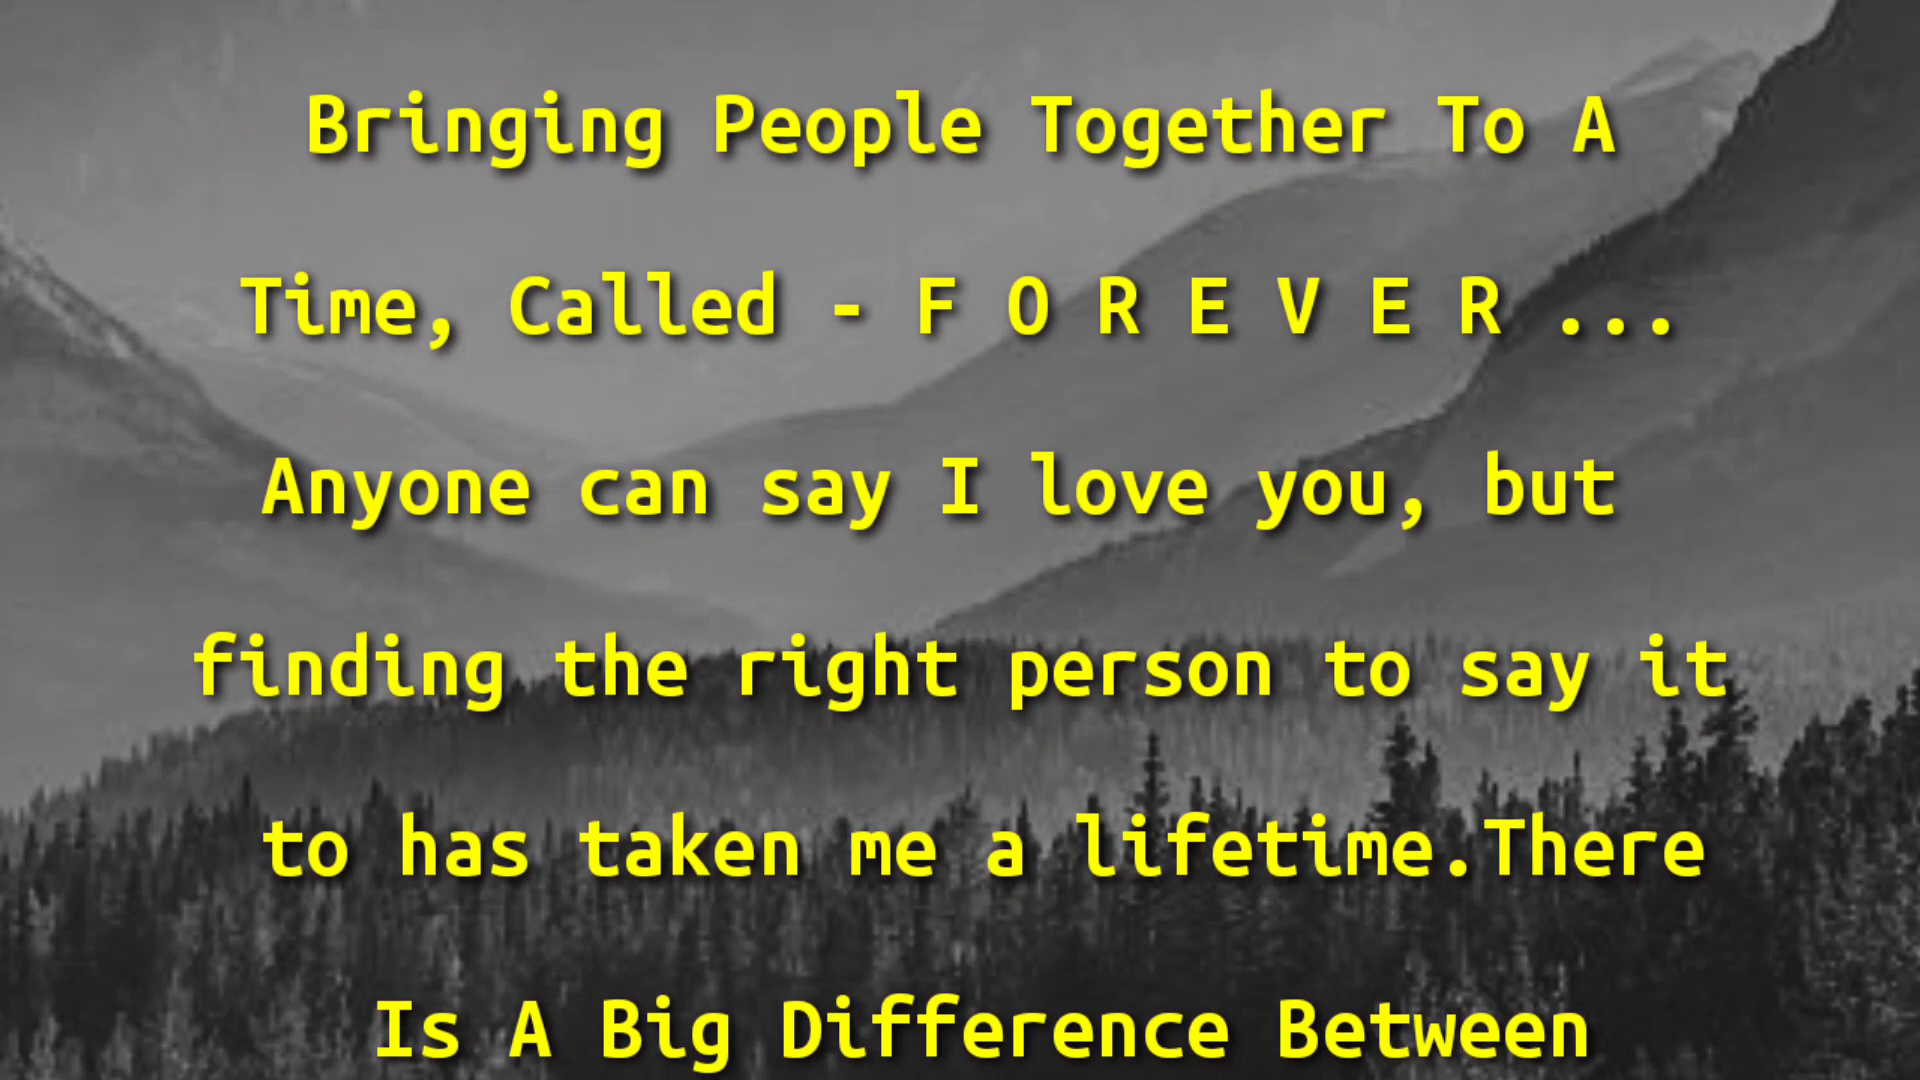 Bringing People Together To A
Time, Called - F O R E V E R ...
Anyone can say I love you, but
finding the right person to say it
to has taken me a lifetime.There
Is A Big Difference Between